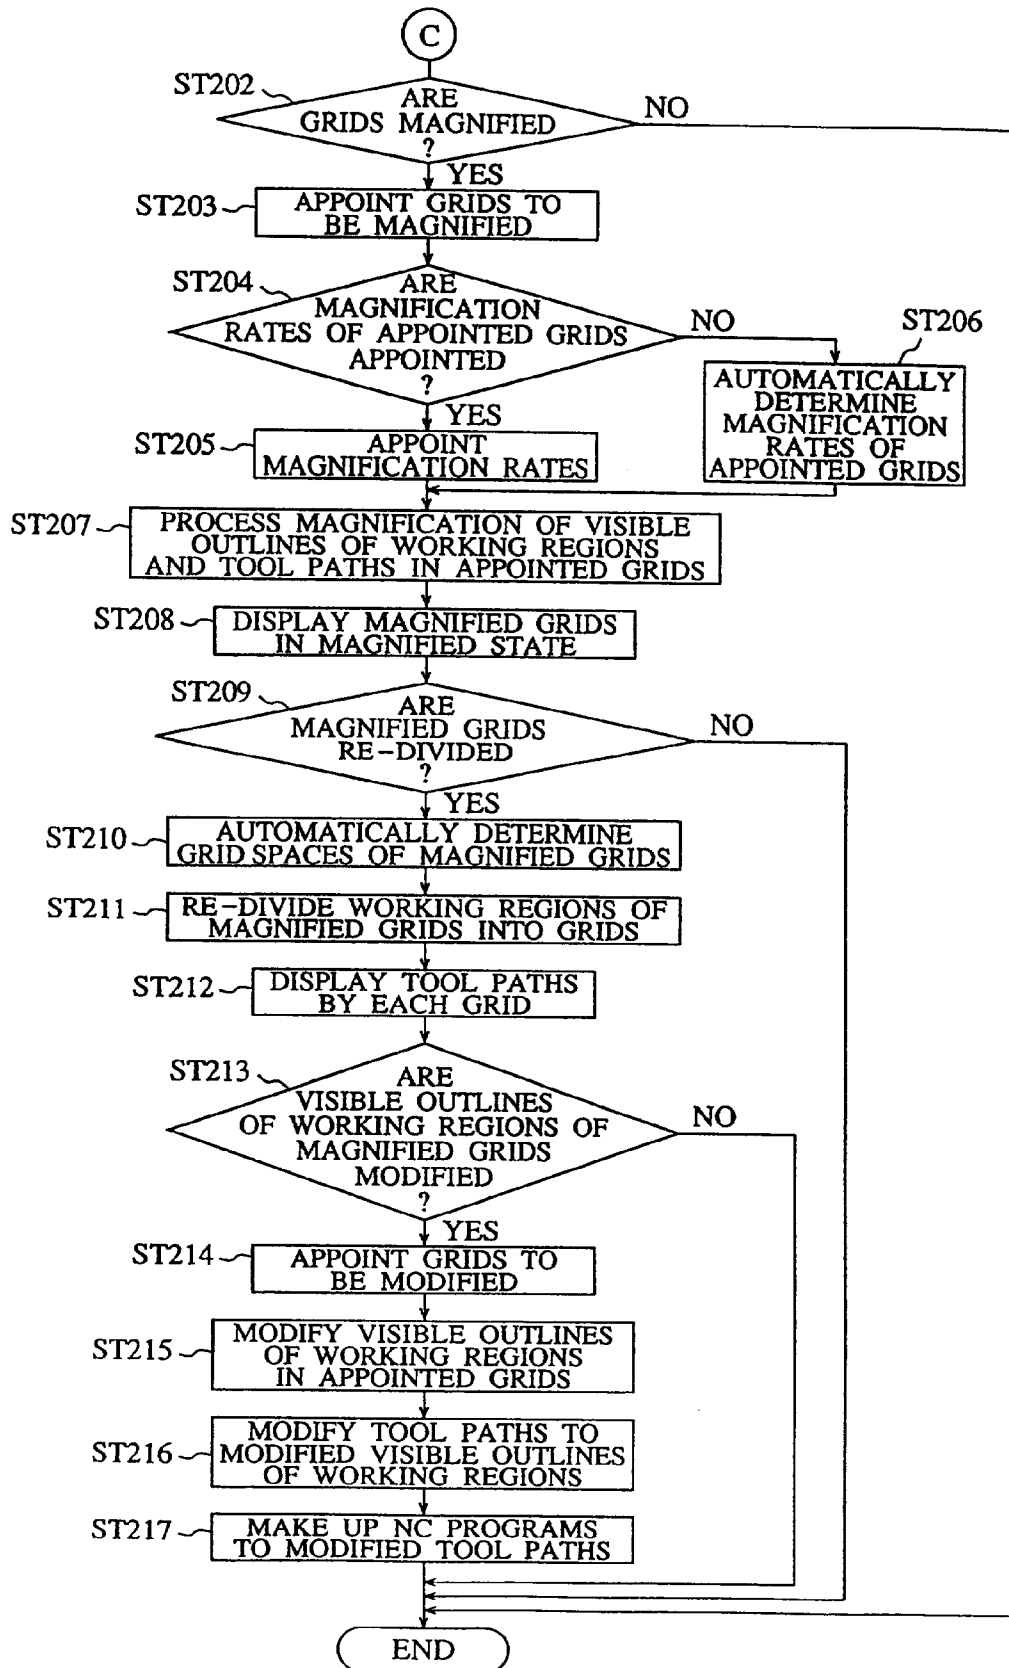 C
ST202
ARE
GRIDS MAGNIFIED
?
NO
YES
ST203
APPOINT GRIDS TO
BE MAGNIFIED
ST204
ARE
MAGNIFICATION
RATES OF APPOINTED GRIDS
APPOINTED
?
NO
YES
ST206
AUTOMATICALLY
DETERMINE
MAGNIFICATION
RATES OF
APPOINTED GRIDS
ST205
APPOINT
MAGNIFICATION RATES
ST207
PROCESS MAGNIFICATION OF VISIBLE
OUTLINES OF WORKING REGIONS
AND TOOL PATHS IN APPOINTED GRIDS
ST208
DISPLAY MAGNIFIED GRIDS
IN MAGNIFIED STATE
ST209
ARE
MAGNIFIED GRIDS
RE-DIVIDED
?
NO
YES
ST210
AUTOMATICALLY DETERMINE
GRID SPACES OF MAGNIFIED GRIDS
ST211
RE-DIVIDE WORKING REGIONS OF
MAGNIFIED GRIDS INTO GRIDS
ST212
DISPLAY TOOL PATHS
BY EACH GRID
ST213
ARE
VISIBLE OUTLINES
OF WORKING REGIONS OF
MAGNIFIED GRIDS
MODIFIED
?
NO
YES
ST214
APPOINT GRIDS TO
BE MODIFIED
ST215
MODIFY VISIBLE OUTLINES
OF WORKING REGIONS
IN APPOINTED GRIDS
ST216
MODIFY TOOL PATHS TO
MODIFIED VISIBLE OUTLINES
OF WORKING REGIONS
ST217
MAKE UP NC PROGRAMS
TO MODIFIED TOOL PATHS
END